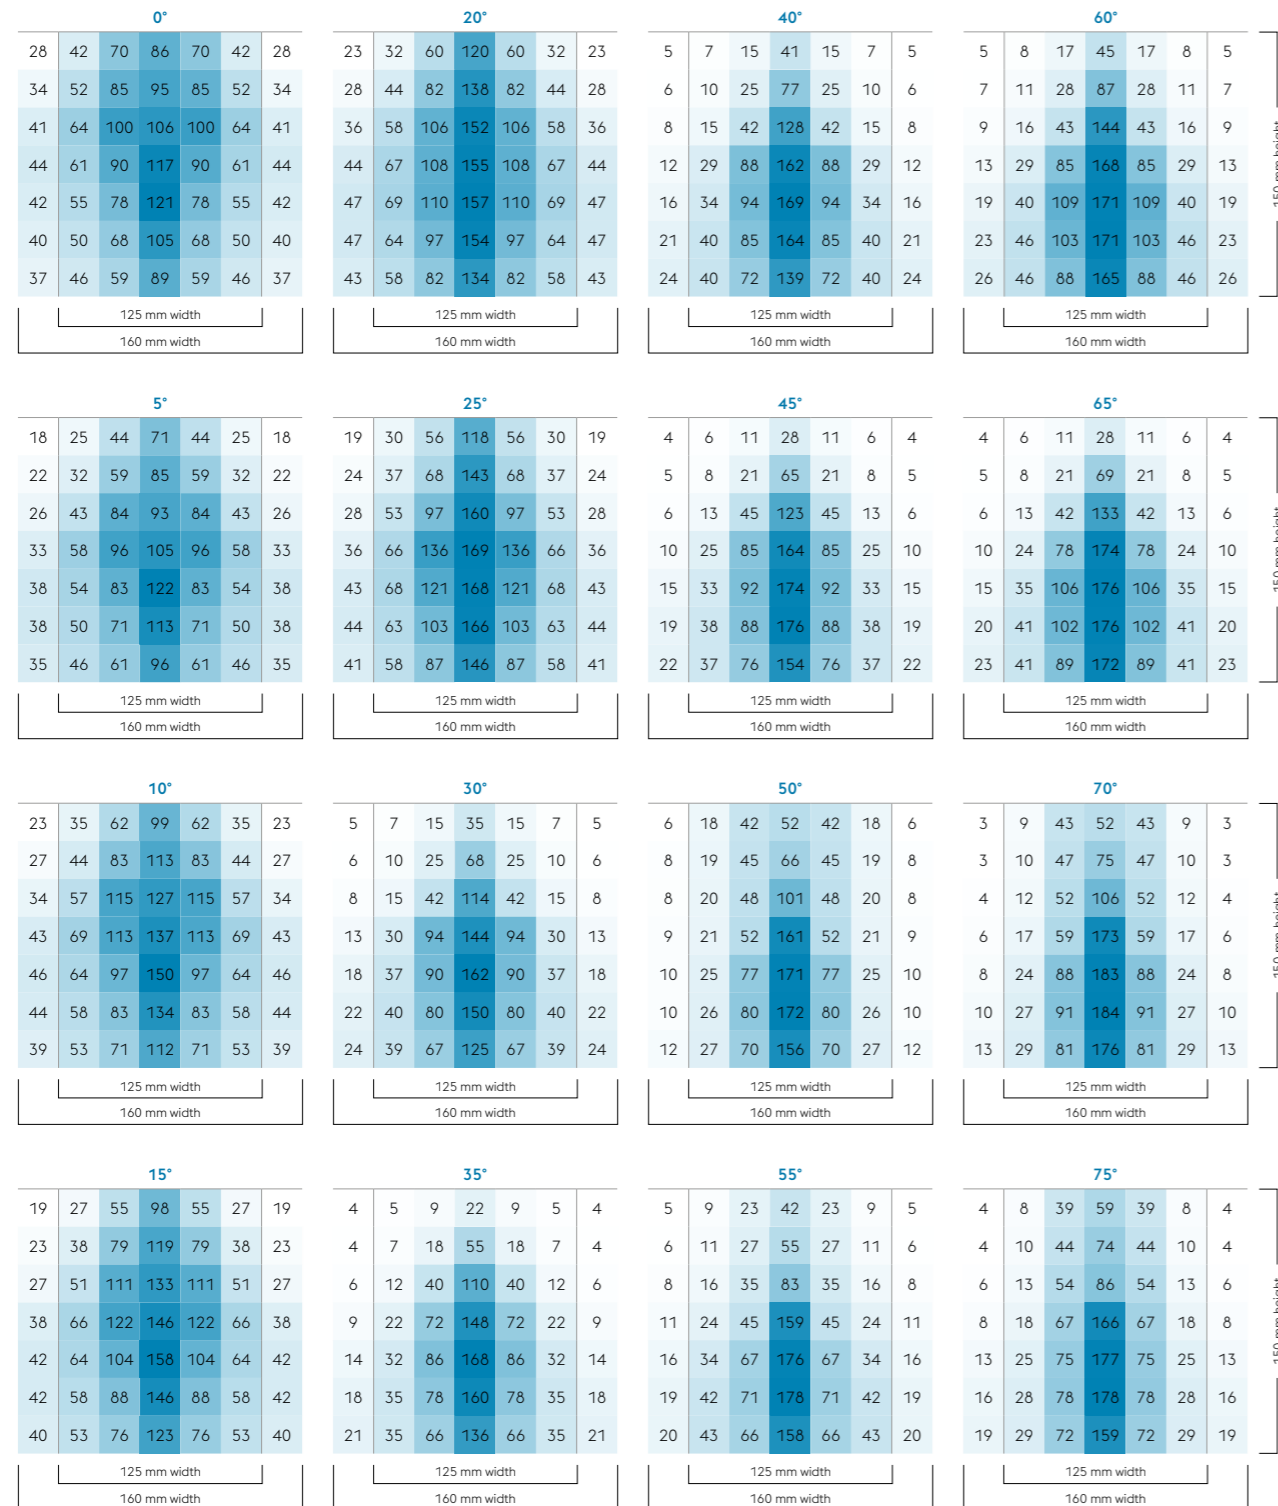 0° 20° 40° 60°
28 42 70 86 70 42 28 23 32 60 120 60 32 23 5 7 15 41 15 7 5 5 8 17 45 17 8 5
34 52 85 95 85 52 34 28 44 82 138 82 44 28 6 10 25 77 25 10 6 7 11 28 87 28 11 7
41 64 100 106 100 64 41 36 58 106 152 106 58 36 8 15 42 128 42 15 8 9 16 43 144 43 16 9
44 61 90 117 90 61 44 44 67 108 155 108 67 44 12 29 88 162 88 29 12 13 29 85 168 85 29 13
42 55 78 121 78 55 42 47 69 110 157 110 69 47 16 34 94 169 94 34 16 19 40 109 171 109 40 19
40 50 68 105 68 50 40 47 64 97 154 97 64 47 21 40 85 164 85 40 21 23 46 103 171 103 46 23
37 46 59 89 59 46 37 43 58 82 134 82 58 43 24 40 72 139 72 40 24 26 46 88 165 88 46 26
150 mm height
125 mm width 125 mm width 125 mm width 125 mm width
160 mm width 160 mm width 160 mm width 160 mm width
5° 25° 45° 65°
18 25 44 71 44 25 18 19 30 56 118 56 30 19 4 6 11 28 11 6 4 4 6 11 28 11 6 4
22 32 59 85 59 32 22 24 37 68 143 68 37 24 5 8 21 65 21 8 5 5 8 21 69 21 8 5
26 43 84 93 84 43 26 28 53 97 160 97 53 28 6 13 45 123 45 13 6 6 13 42 133 42 13 6
33 58 96 105 96 58 33 36 66 136 169 136 66 36 10 25 85 164 85 25 10 10 24 78 174 78 24 10
38 54 83 122 83 54 38 43 68 121 168 121 68 43 15 33 92 174 92 33 15 15 35 106 176 106 35 15
38 50 71 113 71 50 38 44 63 103 166 103 63 44 19 38 88 176 88 38 19 20 41 102 176 102 41 20
35 46 61 96 61 46 35 41 58 87 146 87 58 41 22 37 76 154 76 37 22 23 41 89 172 89 41 23
150 mm height
125 mm width 125 mm width 125 mm width 125 mm width
160 mm width 160 mm width 160 mm width 160 mm width
10° 30° 50° 70°
23 35 62 99 62 35 23 5 7 15 35 15 7 5 6 18 42 52 42 18 6 3 9 43 52 43 9 3
27 44 83 113 83 44 27 6 10 25 68 25 10 6 8 19 45 66 45 19 8 3 10 47 75 47 10 3
34 57 115 127 115 57 34 8 15 42 114 42 15 8 8 20 48 101 48 20 8 4 12 52 106 52 12 4
43 69 113 137 113 69 43 13 30 94 144 94 30 13 9 21 52 161 52 21 9 6 17 59 173 59 17 6
46 64 97 150 97 64 46 18 37 90 162 90 37 18 10 25 77 171 77 25 10 8 24 88 183 88 24 8
44 58 83 134 83 58 44 22 40 80 150 80 40 22 10 26 80 172 80 26 10 10 27 91 184 91 27 10
39 53 71 112 71 53 39 24 39 67 125 67 39 24 12 27 70 156 70 27 12 13 29 81 176 81 29 13
150 mm height
125 mm width 125 mm width 125 mm width 125 mm width
160 mm width 160 mm width 160 mm width 160 mm width
15° 35° 55° 75°
19 27 55 98 55 27 19 4 5 9 22 9 5 4 5 9 23 42 23 9 5 4 8 39 59 39 8 4
23 38 79 119 79 38 23 4 7 18 55 18 7 4 6 11 27 55 27 11 6 4 10 44 74 44 10 4
27 51 111 133 111 51 27 6 12 40 110 40 12 6 8 16 35 83 35 16 8 6 13 54 86 54 13 6
38 66 122 146 122 66 38 9 22 72 148 72 22 9 11 24 45 159 45 24 11 8 18 67 166 67 18 8
42 64 104 158 104 64 42 14 32 86 168 86 32 14 16 34 67 176 67 34 16 13 25 75 177 75 25 13
42 58 88 146 88 58 42 18 35 78 160 78 35 18 19 42 71 178 71 42 19 16 28 78 178 78 28 16
40 53 76 123 76 53 40 21 35 66 136 66 35 21 20 43 66 158 66 43 20 19 29 72 159 72 29 19
150 mm height
125 mm width 125 mm width 125 mm width 125 mm width
160 mm width 160 mm width 160 mm width 160 mm width